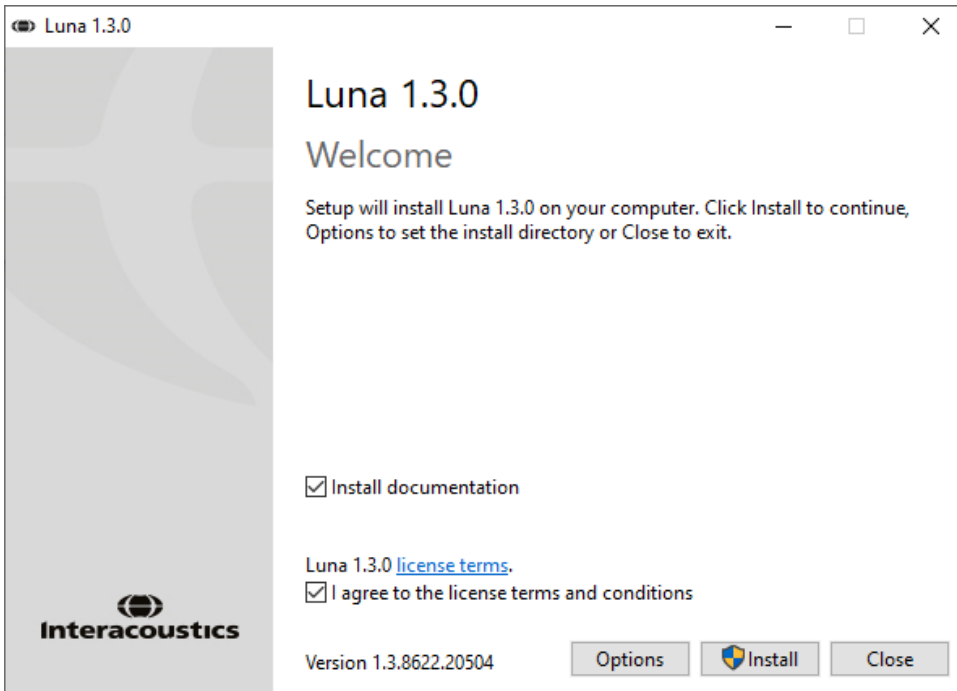 Luna 1.3.0
Luna 1.3.0
Welcome
Setup will install Luna 1.3.0 on your computer. Click Install to continue,
Options to set the install directory or Close to exit.
Install documentation
Luna 1.3.0 license terms.
I agree to the license terms and conditions
Interacoustics
Version 1.3.8622.20504
Options
Install
Close